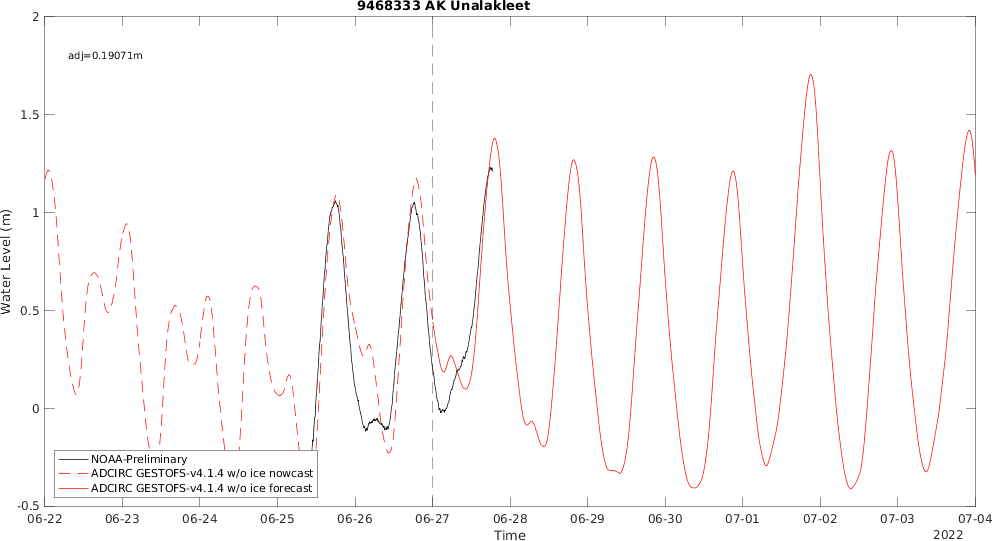 9468333 AK Unalakleet
adj=0.19071m
2
1.5
1
0.5
0
-0.5
Water Level (m)
NOAA-Preliminary
ADCIRC GESTOFS-v4.1.4 w/o ice nowcast
ADCIRC GESTOFS-v4.1.4 w/o ice forecast
06-22 06-23 06-24 06-25 06-26 06-27 06-28 06-29 06-30 07-01 07-02 07-03 07-04
Time
2022